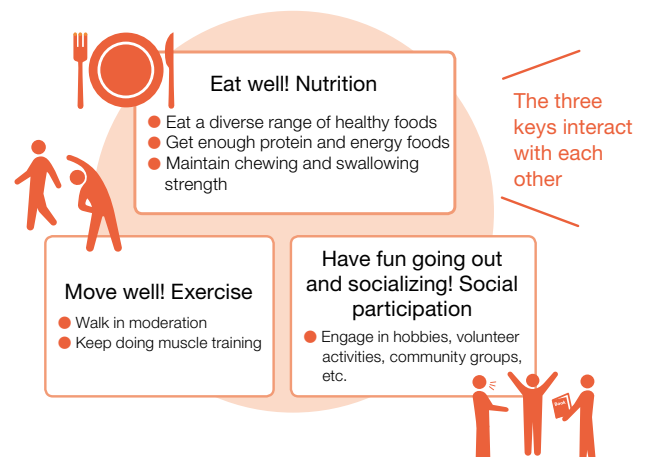 Eat well! Nutrition
● Eat a diverse range of healthy foods
● Get enough protein and energy foods
● Maintain chewing and swallowing
strength
The three
keys interact
with each
other
Move well! Exercise
● Walk in moderation
● Keep doing muscle training
Have fun going out
and socializing! Social
participation
● Engage in hobbies, volunteer
activities, community groups,
etc.
Book